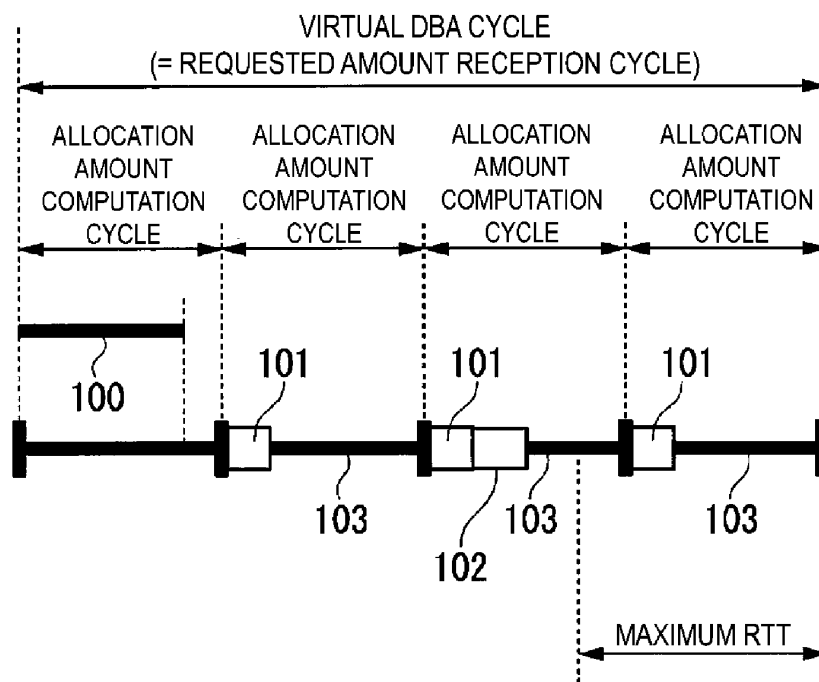 VIRTUAL DBA CYCLE
(= REQUESTED AMOUNT RECEPTION CYCLE)
ALLOCATION AMOUNT COMPUTATION CYCLE
ALLOCATION AMOUNT COMPUTATION CYCLE
ALLOCATION AMOUNT COMPUTATION CYCLE
ALLOCATION AMOUNT COMPUTATION CYCLE
100
101
101
101
103
102
103
103
MAXIMUM RTT